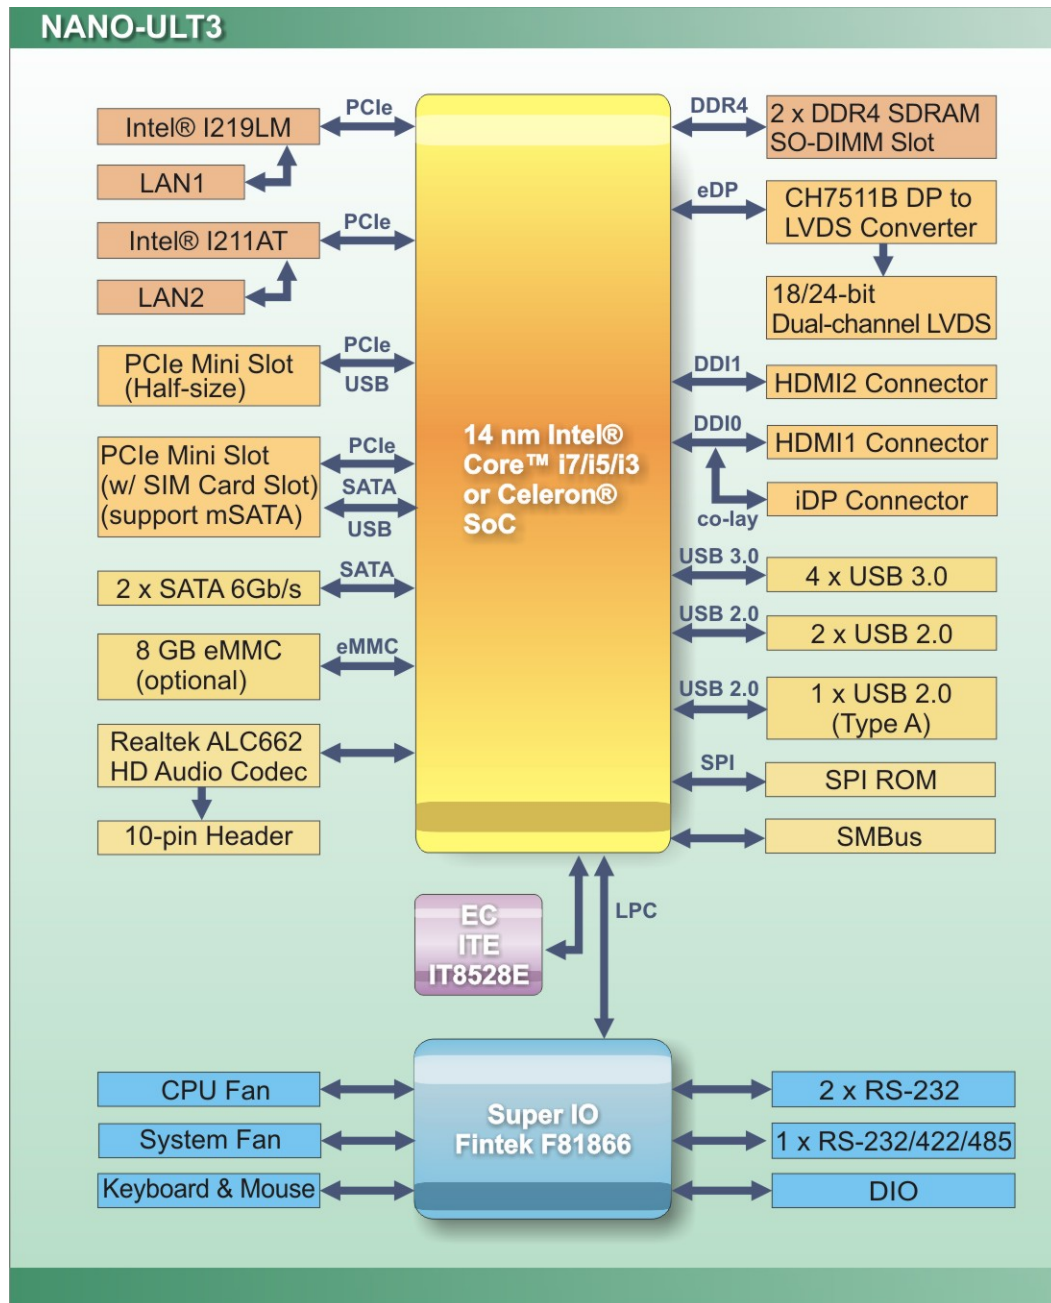 NANO-ULT3
Intel® I219LM
PCIe
LAN1
Intel® I211AT
PCIe
LAN2
PCIe Mini Slot
(Half-size)
PCIe
USB
PCIe Mini Slot
(w/ SIM Card Slot)
(support mSATA)
PCIe
SATA
USB
2 x SATA 6Gb/s
SATA
8 GB eMMC
(optional)
eMMC
Realtek ALC662
HD Audio Codec
10-pin Header
14 nm Intel®
Core™ i7/i5/i3
or Celeron®
SoC
DDR4
2 x DDR4 SDRAM
SO-DIMM Slot
eDP
CH7511B DP to
LVDS Converter
18/24-bit
Dual-channel LVDS
DDI1
HDMI2 Connector
DDI0
HDMI1 Connector
co-lay
iDP Connector
USB 3.0
4 x USB 3.0
USB 2.0
2 x USB 2.0
USB 2.0
1 x USB 2.0
(Type A)
SPI
SPI ROM
SMBus
EC
ITE
IT8528E
LPC
CPU Fan
System Fan
Keyboard & Mouse
Super IO
Fintek F81866
2 x RS-232
1 x RS-232/422/485
DIO